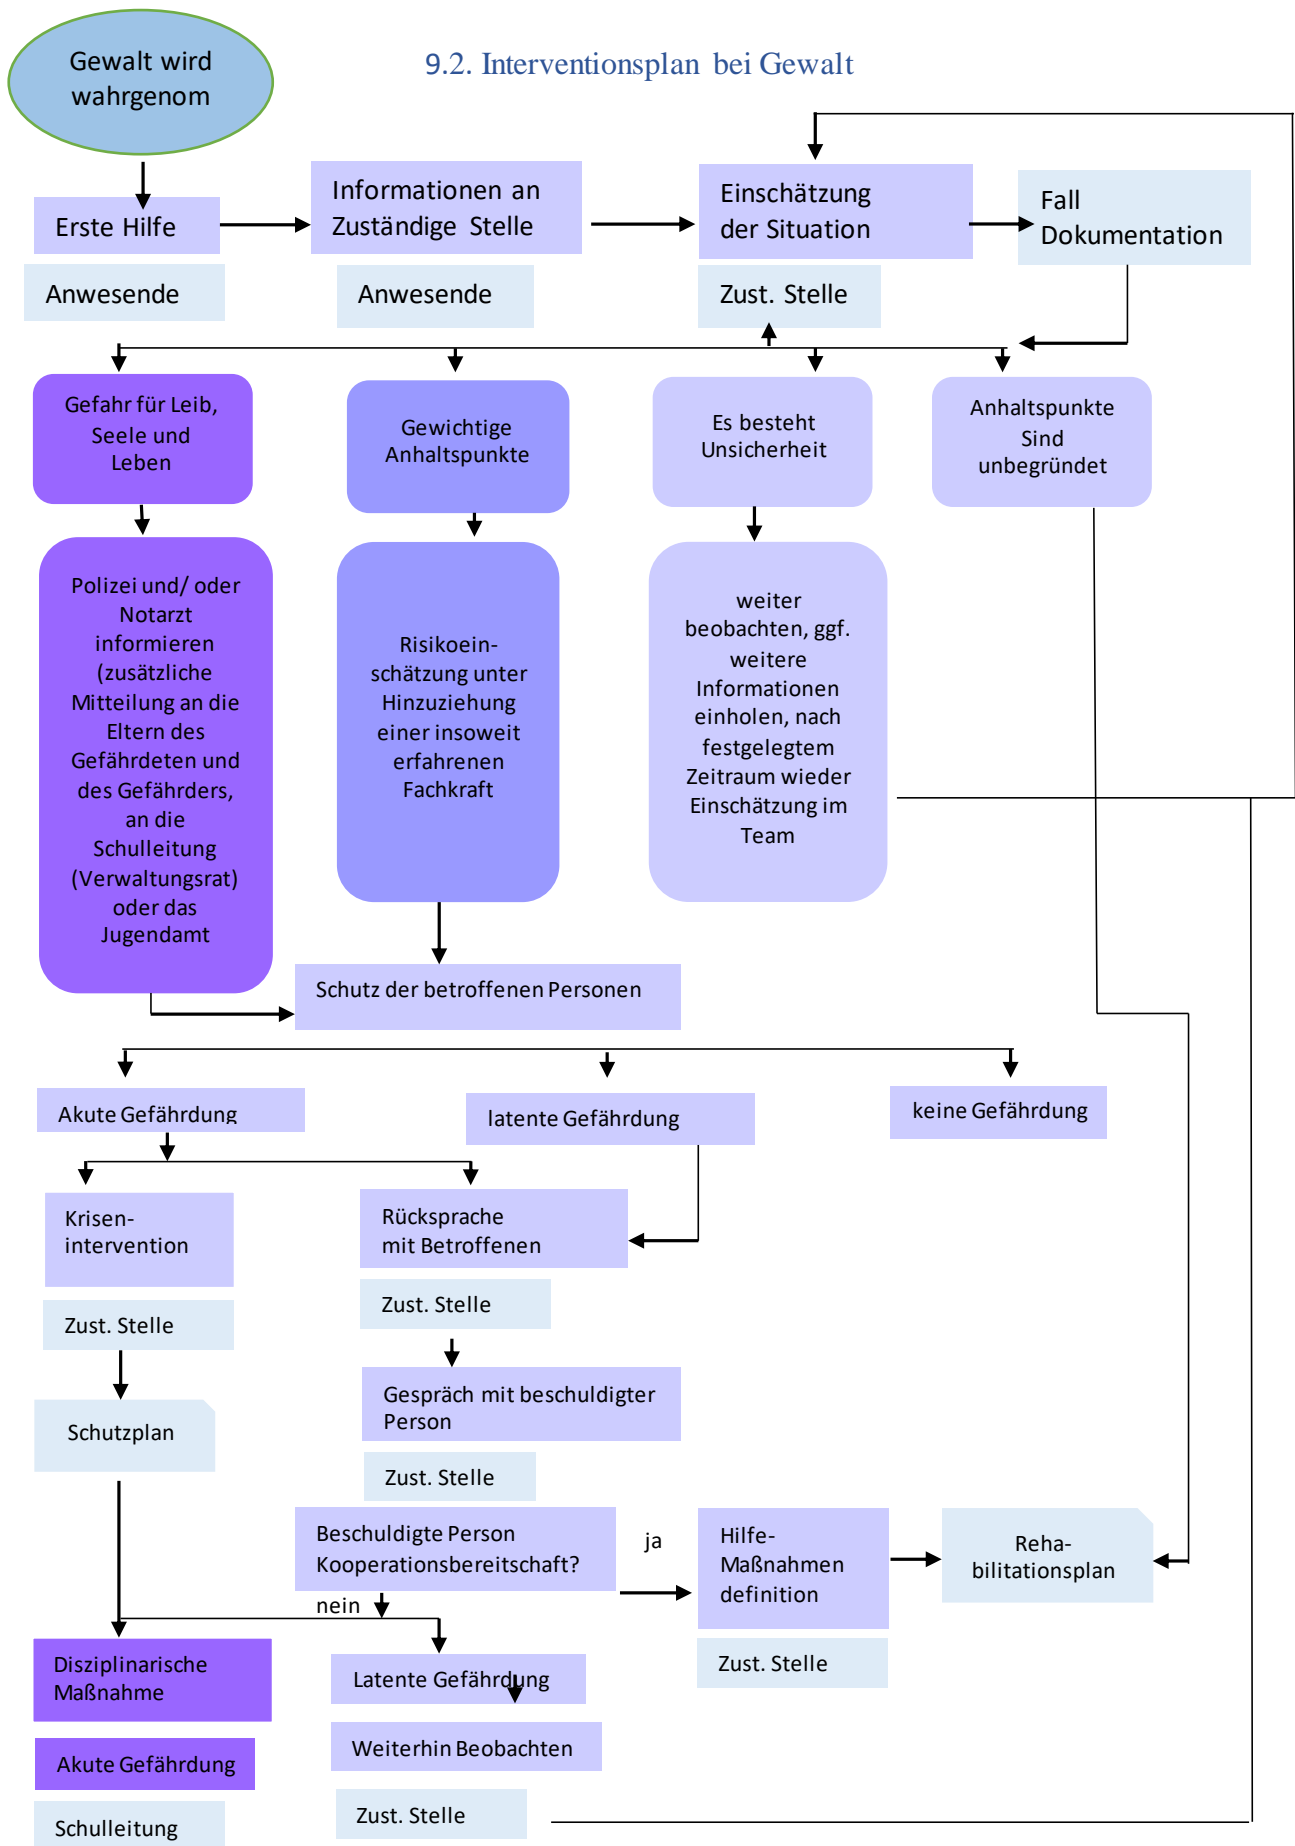 9.2. Interventionsplan bei Gewalt
Gewalt wird
wahrgenom
Erste Hilfe
Anwesende
Informationen an
Zuständige Stelle
Anwesende
Einschätzung
der Situation
Zust. Stelle
Fall
Dokumentation
Gefahr für Leib,
Seele und
Leben
Gewichtige
Anhaltspunkte
Es besteht
Unsicherheit
Anhaltspunkte
Sind
unbegründet
Polizei und/ oder
Notarzt
informieren
(zusätzliche
Mitteilung an die
Eltern des
Gefährdeten und
des Gefährders,
an die
Schulleitung
(Verwaltungsrat)
oder das
Jugendamt
Risikoein-
schätzung unter
Hinzuziehung
einer insoweit
erfahrenen
Fachkraft
weiter
beobachten, ggf.
weitere
Informationen
einholen, nach
festgelegtem
Zeitraum wieder
Einschätzung im
Team
Schutz der betroffenen Personen
Akute Gefährdung
latente Gefährdung
keine Gefährdung
Krisen-
intervention
Zust. Stelle
Schutzplan
Rücksprache
mit Betroffenen
Zust. Stelle
Gespräch mit beschuldigter
Person
Zust. Stelle
Beschuldigte Person
Kooperationsbereitschaft?
ja
nein
Hilfe-
Maßnahmen
definition
Zust. Stelle
Reha-
bilitationsplan
Disziplinarische
Maßnahme
Akute Gefährdung
Schulleitung
Latente Gefährdung
Weiterhin Beobachten
Zust. Stelle